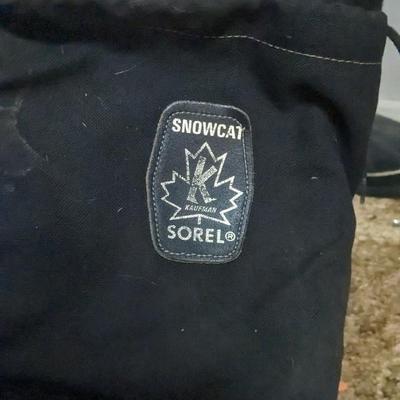 SNOWCAT
K
KAUFMAN
SOREL®